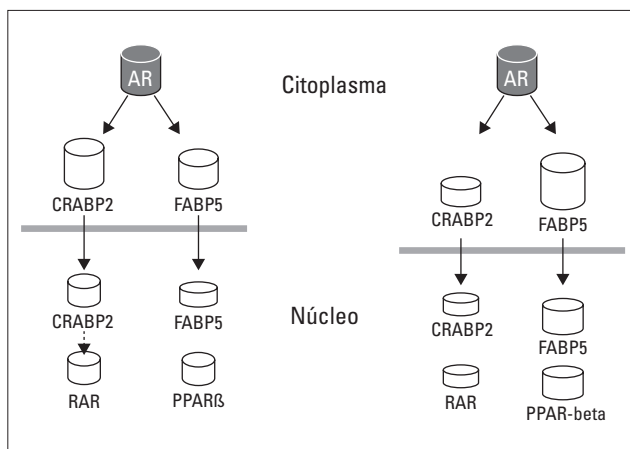 AR
Citoplasma
AR
CRABP2
FABP5
CRABP2
FABP5
CRABP2
FABP5
Núcleo
CRABP2
FABP5
RAR
PPARß
RAR
PPAR-beta